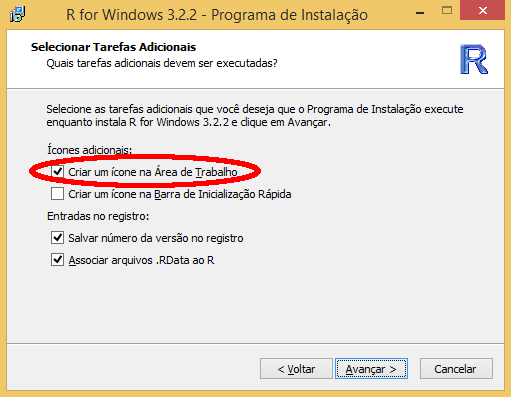 R for Windows 3.2.2 - Programa de Instalação
Selecionar Tarefas Adicionais
Quais tarefas adicionais devem ser executadas?
R
Selecione as tarefas adicionais que você deseja que o Programa de Instalação execute
enquanto instala R for Windows 3.2.2 e clique em Avançar.
Ícones adicionais:
Criar um ícone na Área de Trabalho
Criar um ícone na Barra de Inicialização Rápida
Entradas no registro:
Salvar número da versão no registro
Associar arquivos .RData ao R
< Voltar
Avançar >
Cancelar